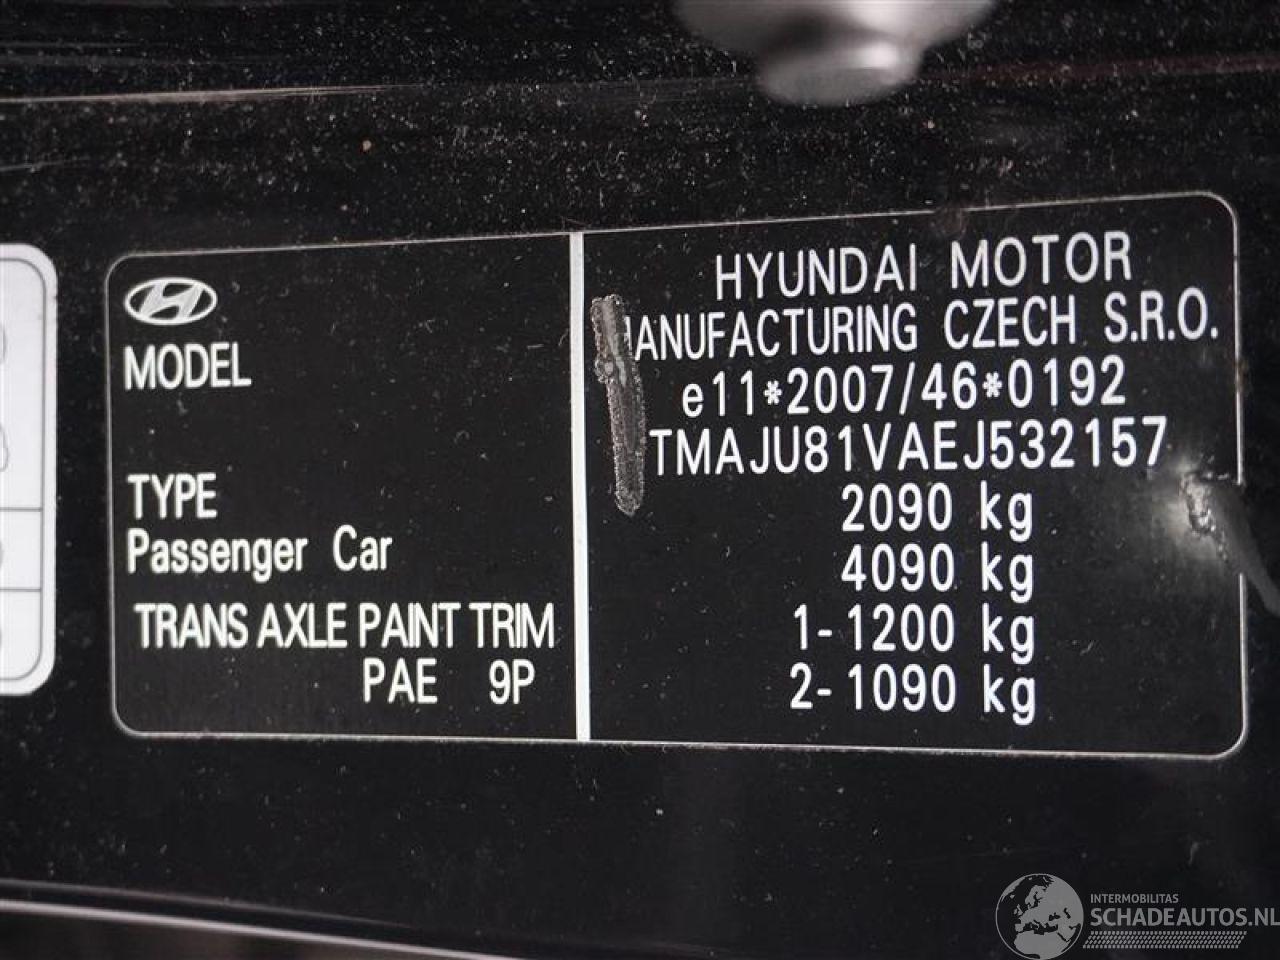 MODEL
TYPE
Passenger Car
TRANS AXLE PAINT TRIM
PAE 9P
HYUNDAI MOTOR
MANUFACTURING CZECH S.R.O.
e11*2007/46*0192
TMAJU81VAEJ532157
2090 kg
4090 kg
1-1200 kg
2-1090 kg
INTERMOBILITAS
SCHADEAUTOS.NL